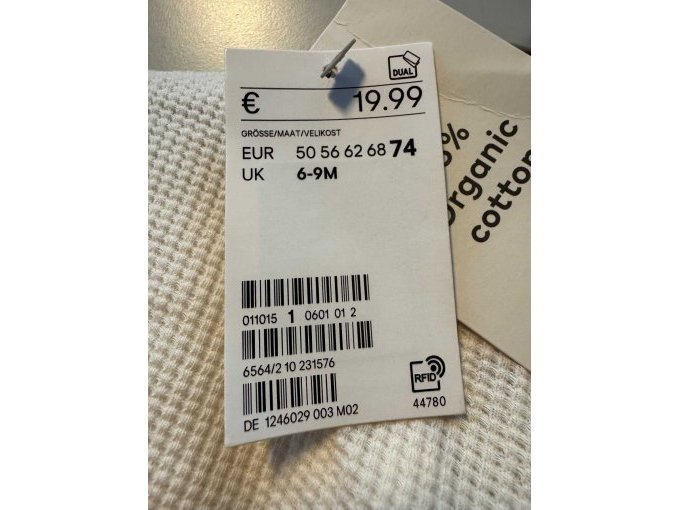 DUAL
€ 19.99
GRÖSSE/MAAT/VELIKOST
EUR 50 56 62 68 74
UK 6-9M
011015 1 0601 01 2
6564/2 10 231576
RFID
DE 1246029 003 M02
44780
%
Organic
cotton